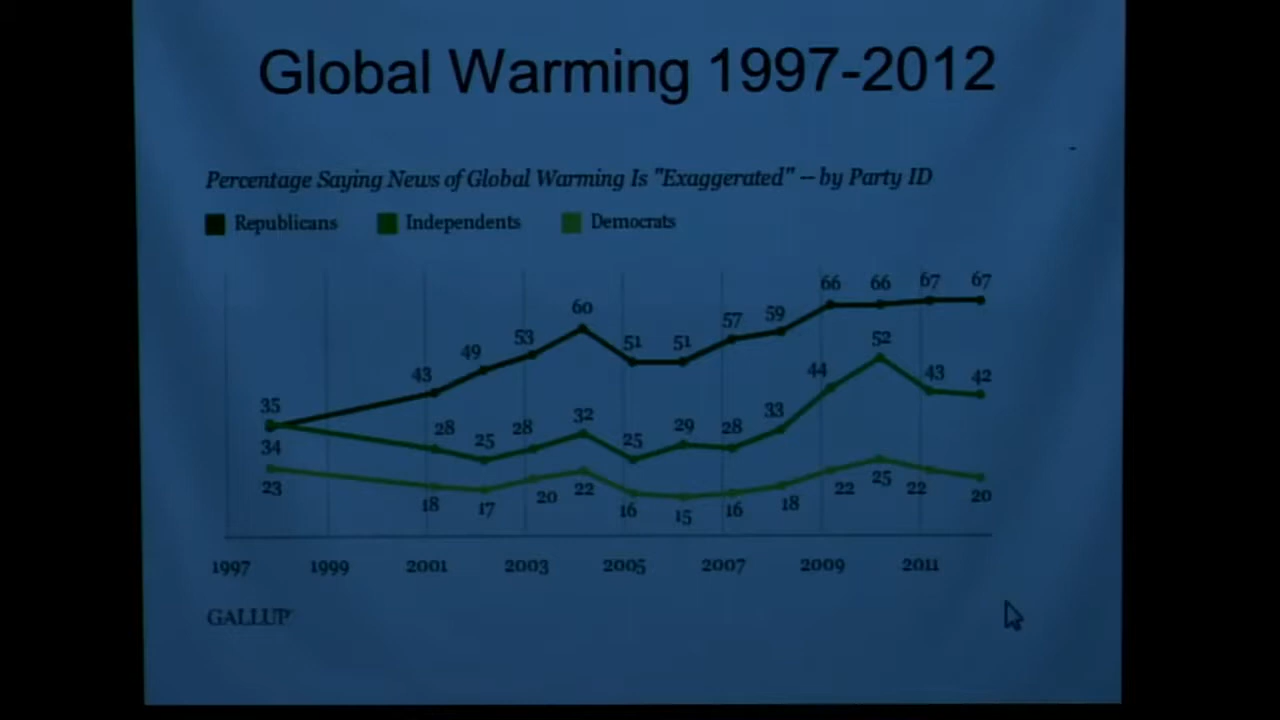 Global Warming 1997-2012
Percentage Saying News of Global Warming Is "Exaggerated" – by Party ID
Republicans Independents Democrats
35 43 49 53 60 51 51 57 59 66 66 67 67
34 28 25 28 32 25 29 28 33 44 52 43 42
23 18 17 20 22 16 15 16 18 22 25 22 20
1997 1999 2001 2003 2005 2007 2009 2011
GALLUP